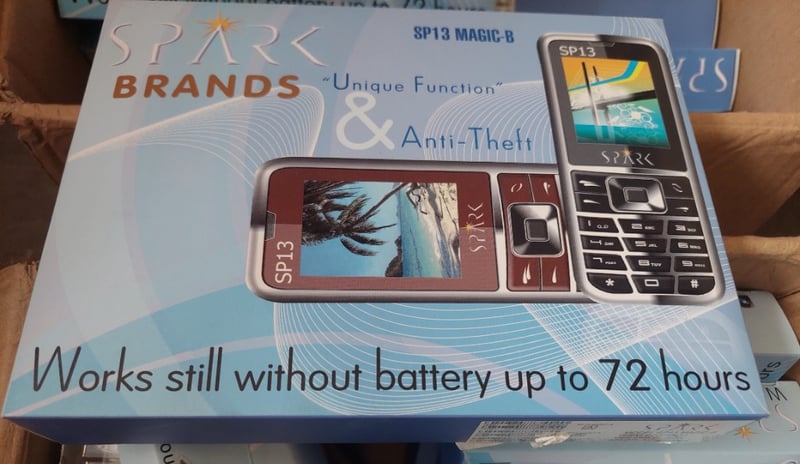 SPARK
BRANDS
SP13 MAGIC-B
"Unique Function"
&
Anti-Theft
SP13
SPARK
SP13
SPARK
Works still without battery up to 72 hours
SPARK